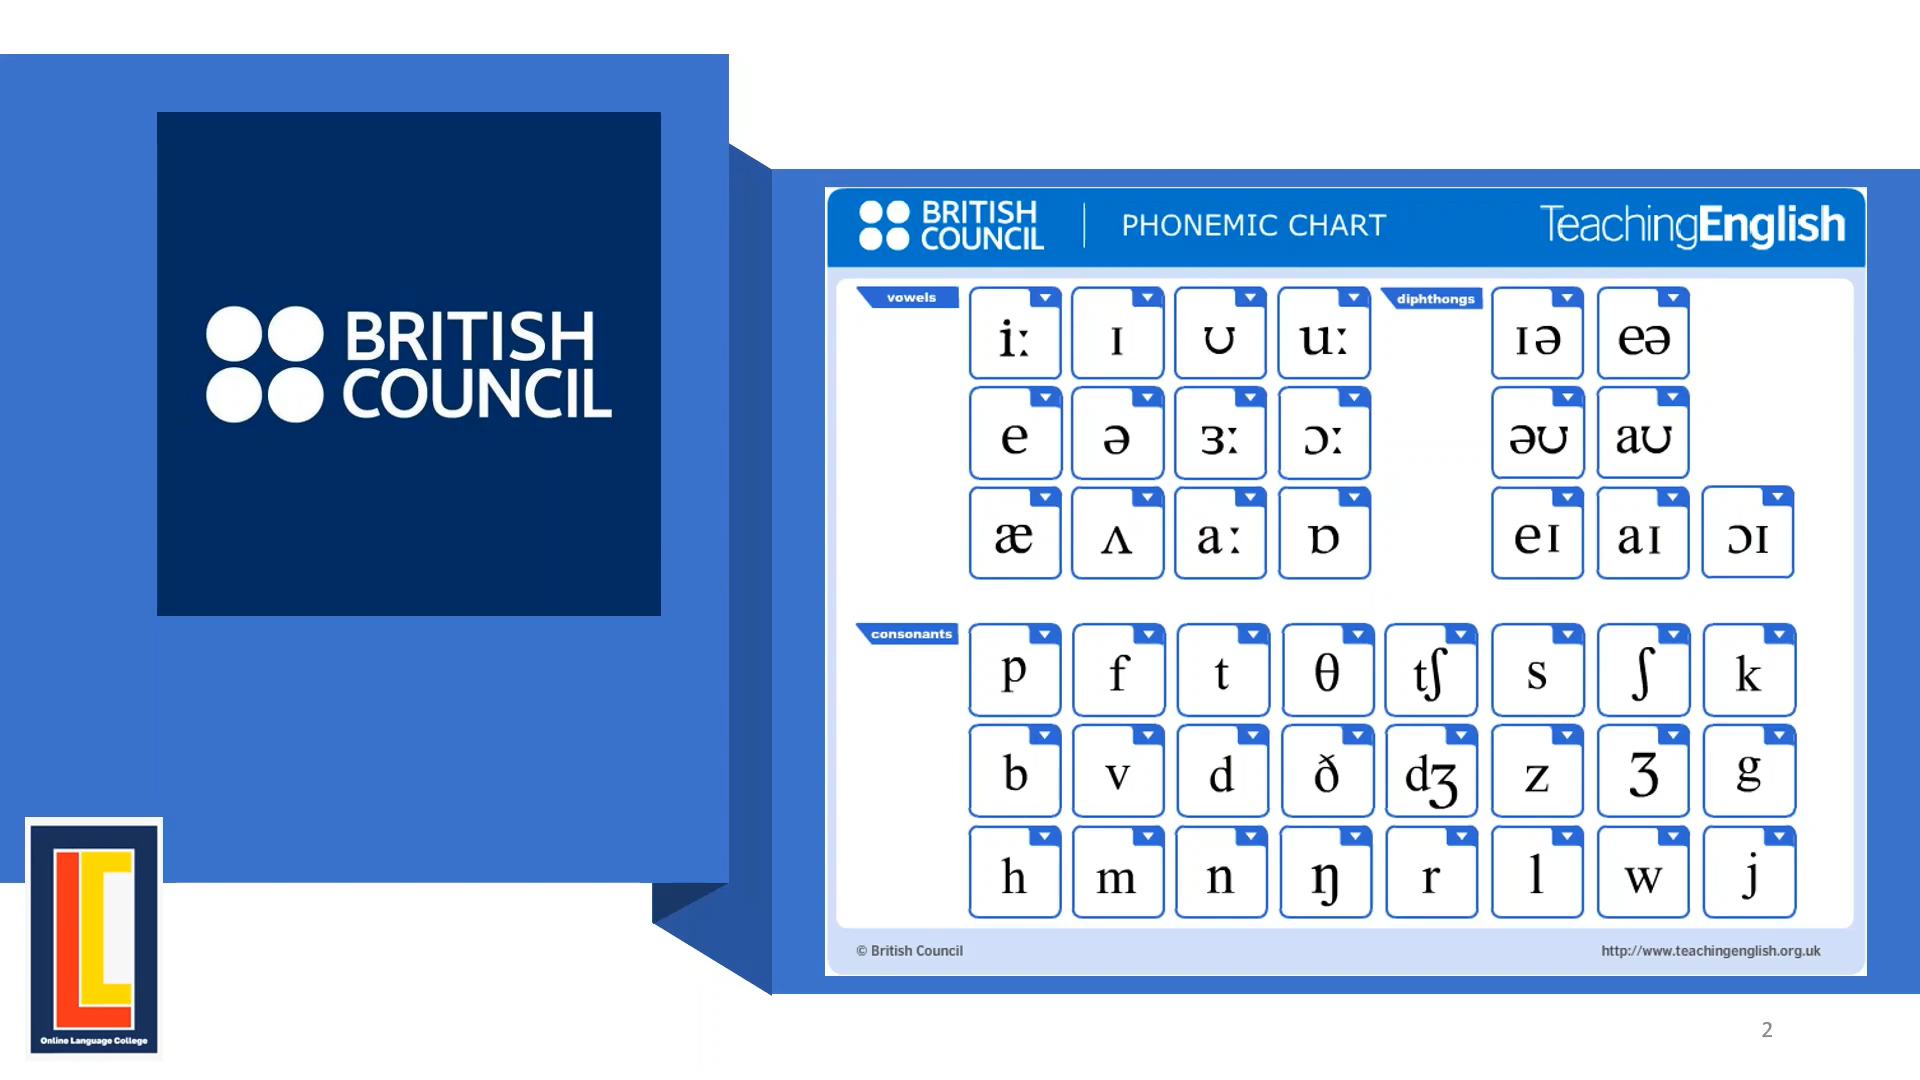 BRITISH
COUNCIL
BRITISH
COUNCIL
PHONEMIC CHART
TeachingEnglish
vowels
iː ɪ ʊ uː
diphthongs
ɪə eə
e ə ɜː ɔː
əʊ aʊ
æ ʌ aː ɒ
eɪ aɪ ɔɪ
consonants
p f t θ tʃ s ʃ k
b v d ð dʒ z ʒ g
h m n ŋ r l w j
© British Council
http://www.teachingenglish.org.uk
Online Language College
2